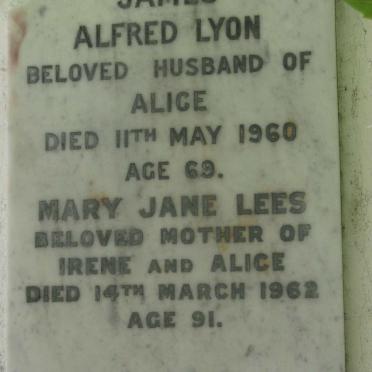 JAMES
ALFRED LYON
BELOVED HUSBAND OF
ALICE
DIED 11TH MAY 1960
AGE 69.
MARY JANE LEES
BELOVED MOTHER OF
IRENE AND ALICE
DIED 14TH MARCH 1962
AGE 91.